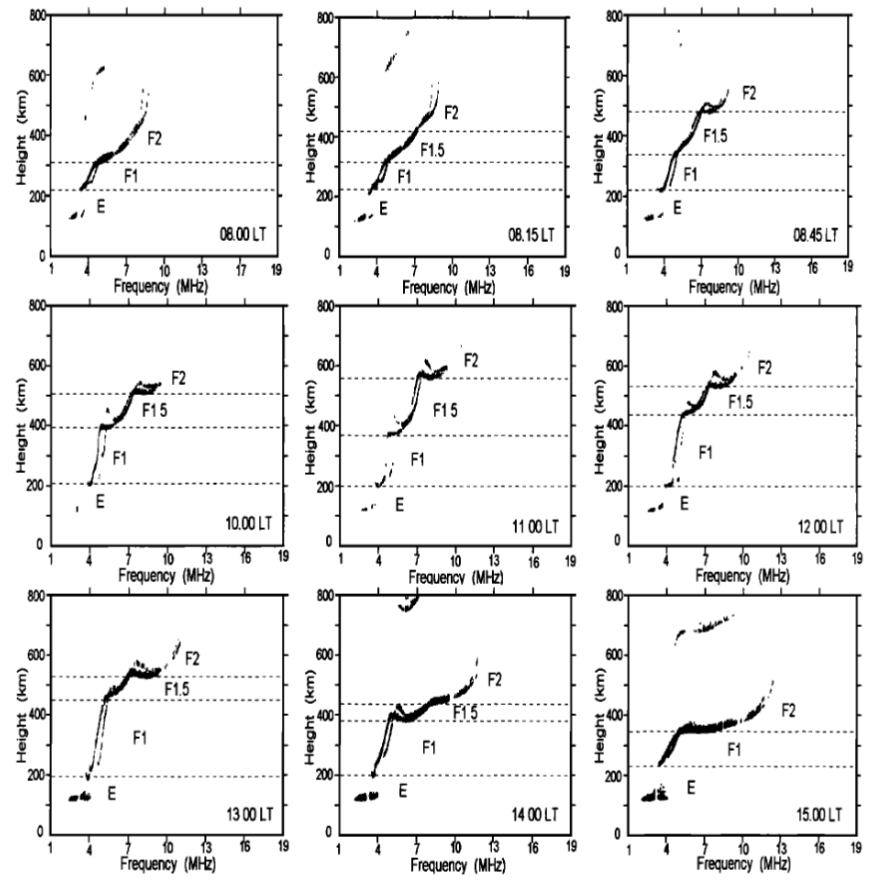 800
600
400
200
0
Height (km)
F2
F1
E
08.00 LT
1 4 7 10 13 16 19
Frequency (MHz)
800
600
400
200
0
Height (km)
F2
F1.5
F1
E
08.15 LT
1 4 7 10 13 16 19
Frequency (MHz)
800
600
400
200
0
Height (km)
F2
F1.5
F1
E
08.45 LT
1 4 7 10 13 16 19
Frequency (MHz)
800
600
400
200
0
Height (km)
F2
F1 5
F1
E
10.00 LT
1 4 7 10 13 16 19
Frequency (MHz)
800
600
400
200
0
Height (km)
F2
F1 5
F1
E
11 00 LT
1 4 7 10 13 16 19
Frequency (MHz)
800
600
400
200
0
Height (km)
F2
F1.5
F1
E
12 00 LT
1 4 7 10 13 16 19
Frequency (MHz)
800
600
400
200
0
Height (km)
F2
F1.5
F1
E
13 00 LT
1 4 7 10 13 16 19
Frequency (MHz)
800
600
400
200
0
Height (km)
F2
F1 5
F1
E
14 00 LT
1 4 7 10 13 16 19
Frequency (MHz)
800
600
400
200
0
Height (km)
F2
F1
E
15.00 LT
1 4 7 10 13 16 19
Frequency (MHz)